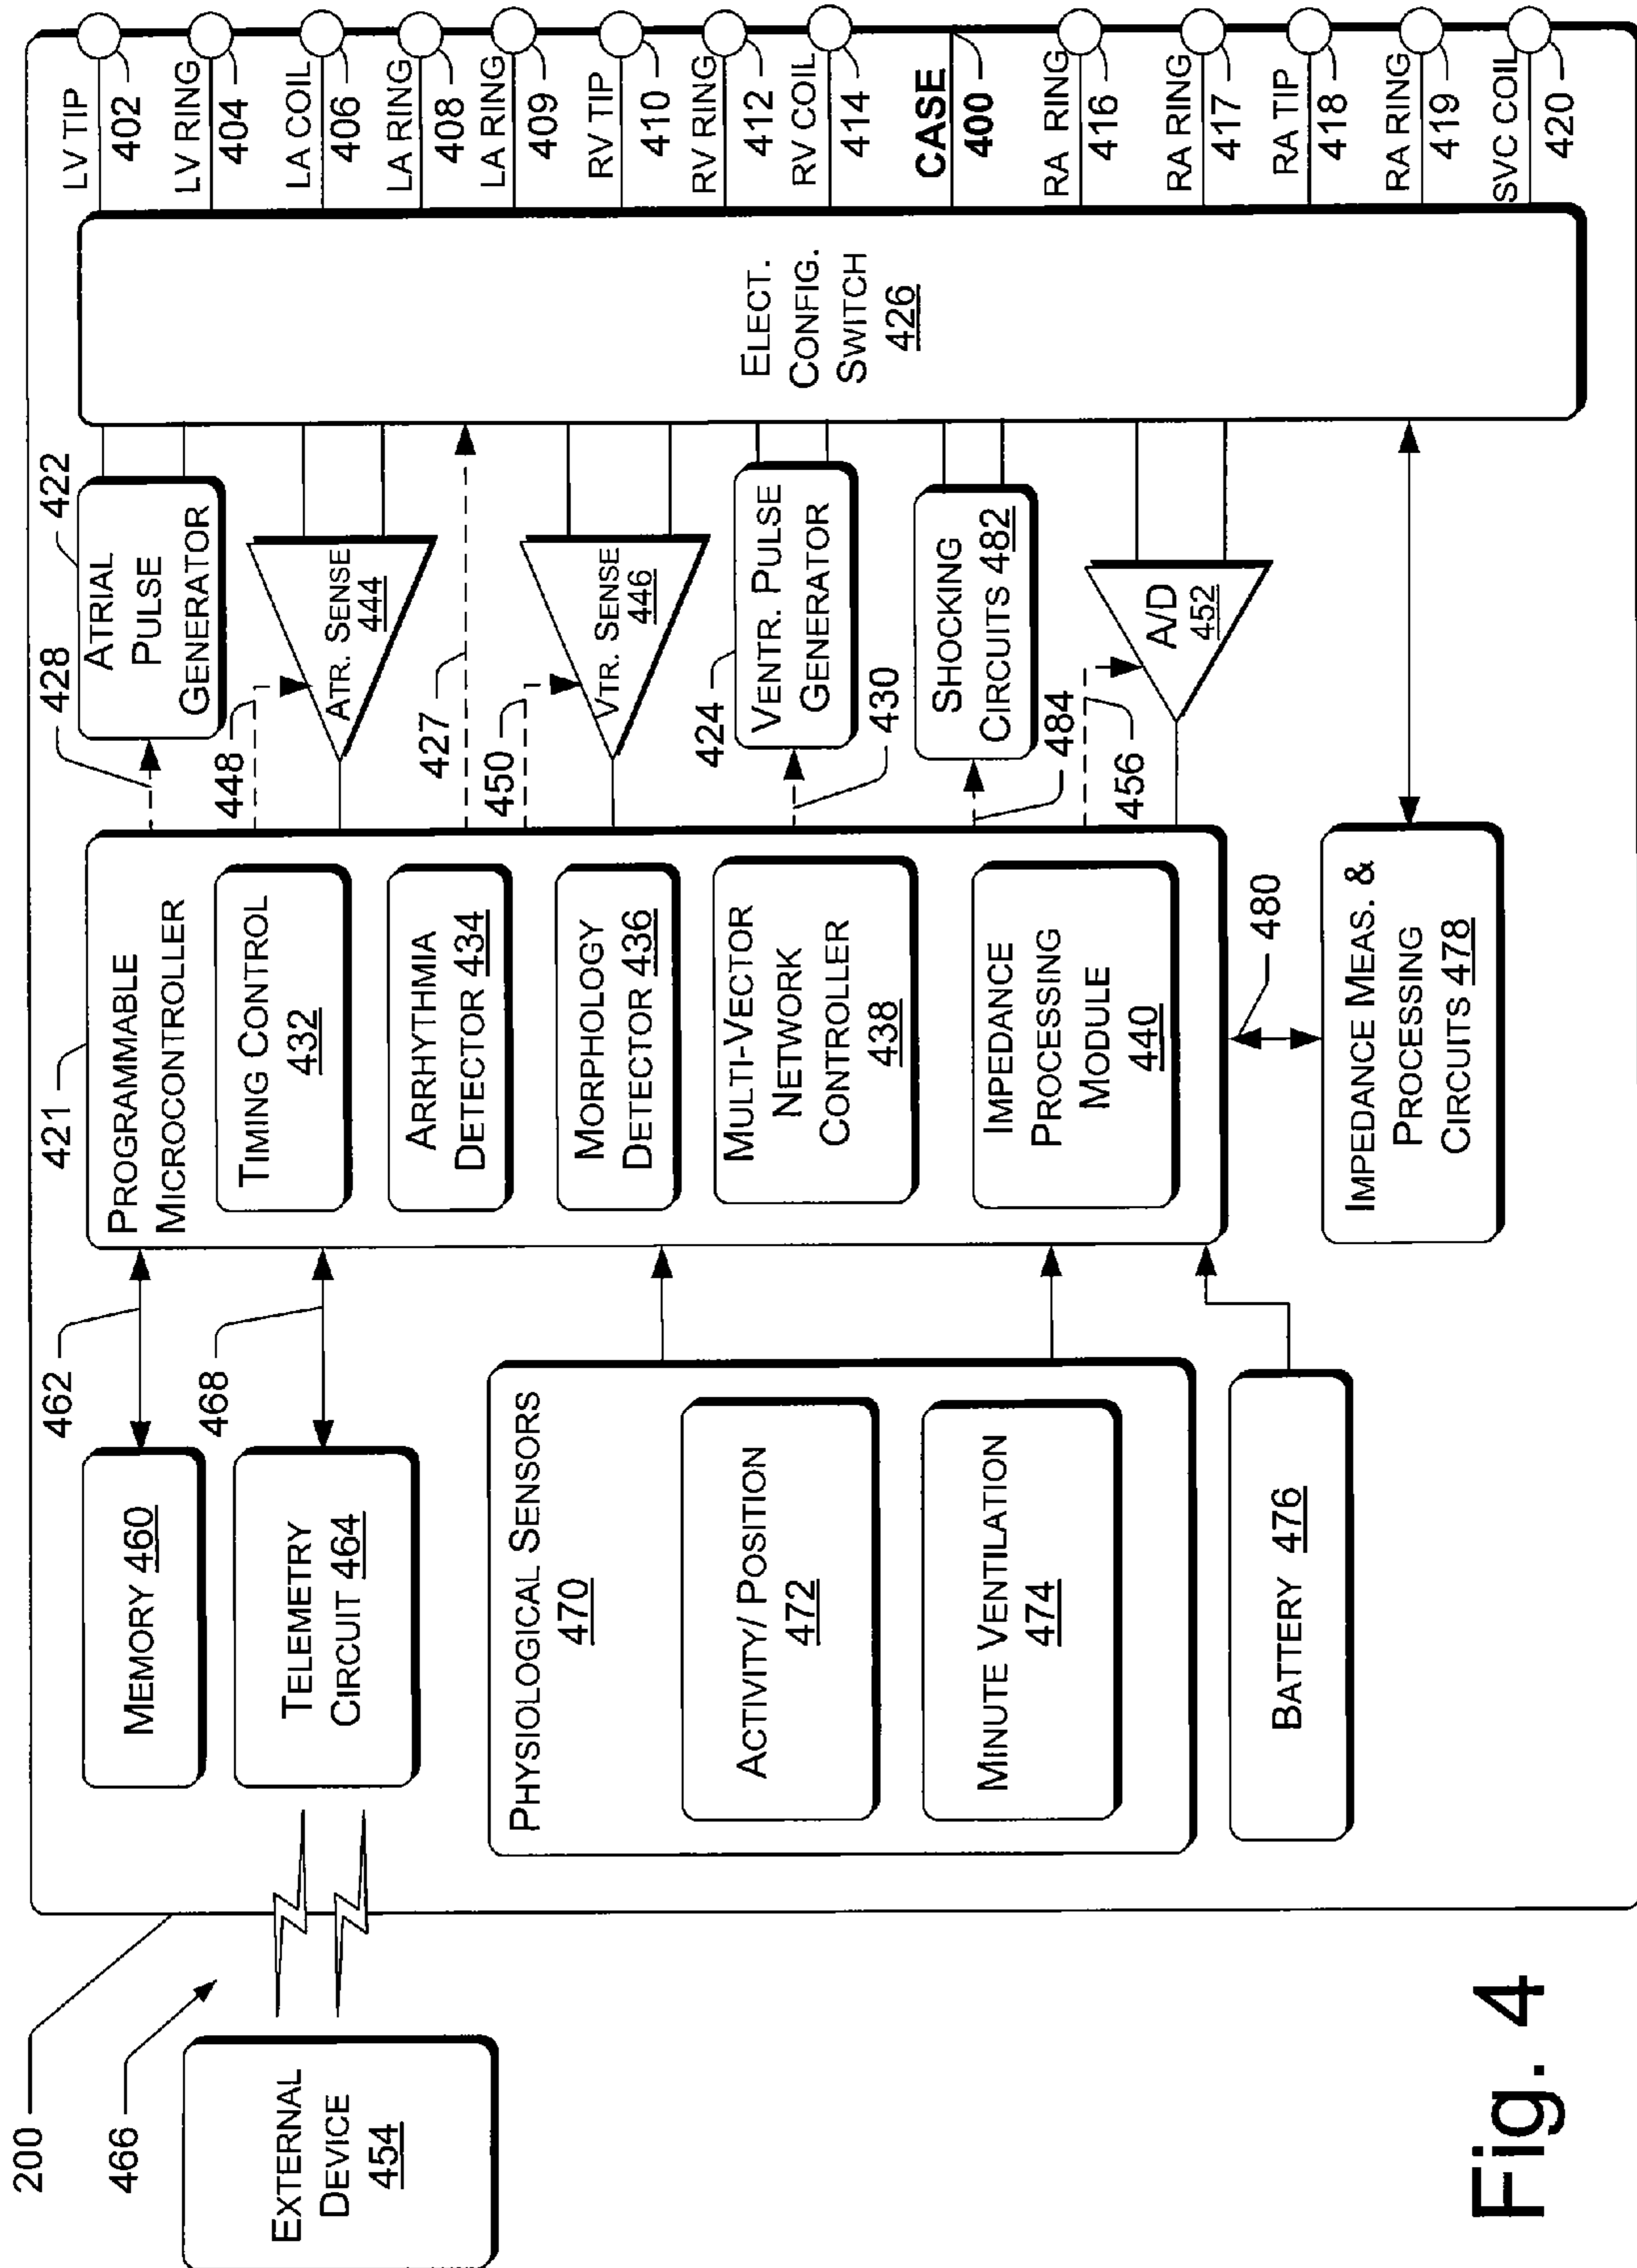 200
466
EXTERNAL
DEVICE
454
462
MEMORY 460
468
TELEMETRY
CIRCUIT 464
PHYSIOLOGICAL SENSORS
470
ACTIVITY/ POSITION
472
MINUTE VENTILATION
474
BATTERY 476
421
PROGRAMMABLE
MICROCONTROLLER
TIMING CONTROL
432
ARRHYTHMIA
DETECTOR 434
MORPHOLOGY
DETECTOR 436
MULTI-VECTOR
NETWORK
CONTROLLER
438
IMPEDANCE
PROCESSING
MODULE
440
480
IMPEDANCE MEAS. &
PROCESSING
CIRCUITS 478
428
422
ATRIAL
PULSE
GENERATOR
448
ATR. SENSE
444
427
450
VTR. SENSE
446
424
VENTR. PULSE
GENERATOR
430
SHOCKING
CIRCUITS 482
484
456
A/D
452
ELECT.
CONFIG.
SWITCH
426
LV TIP
402
LV RING
404
LA COIL
406
LA RING
408
LA RING
409
RV TIP
410
RV RING
412
RV COIL
414
CASE
400
RA RING
416
RA RING
417
RA TIP
418
RA RING
419
SVC COIL
420
Fig. 4